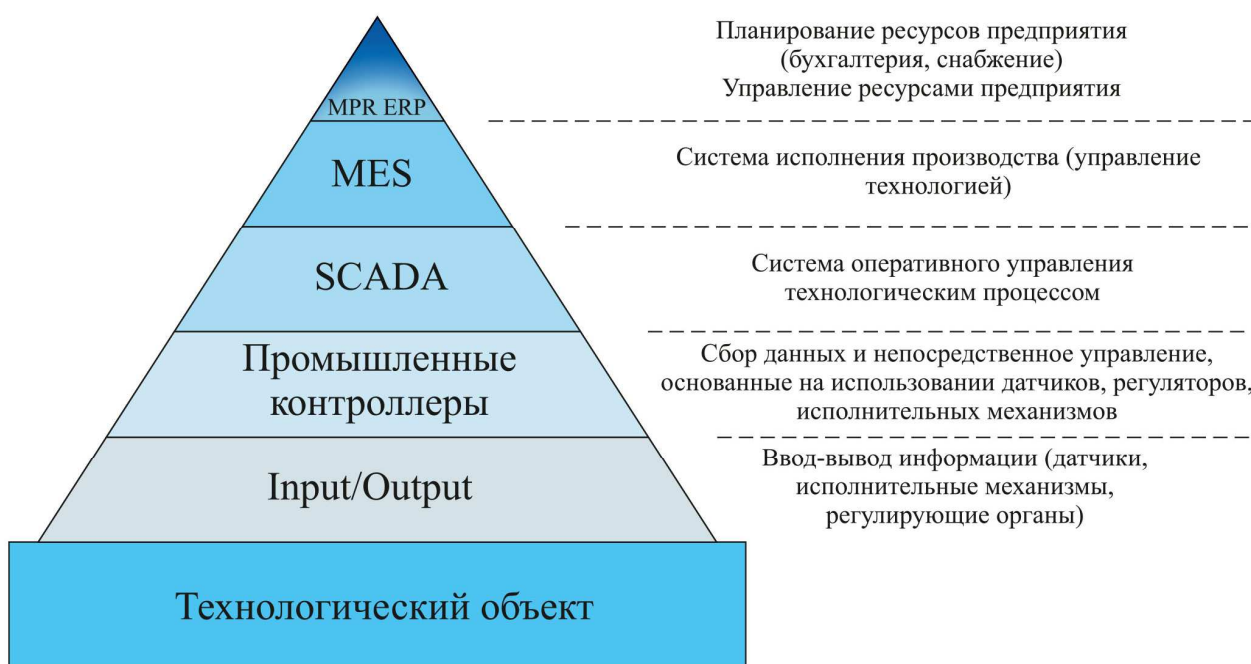 Планирование ресурсов предприятия
(бухгалтерия, снабжение)
Управление ресурсами предприятия
MPR ERP
MES
Система исполнения производства (управление
технологией)
SCADA
Система оперативного управления
технологическим процессом
Промышленные
контроллеры
Сбор данных и непосредственное управление,
основанные на использовании датчиков, регуляторов,
исполнительных механизмов
Input/Output
Ввод-вывод информации (датчики,
исполнительные механизмы,
регулирующие органы)
Технологический объект